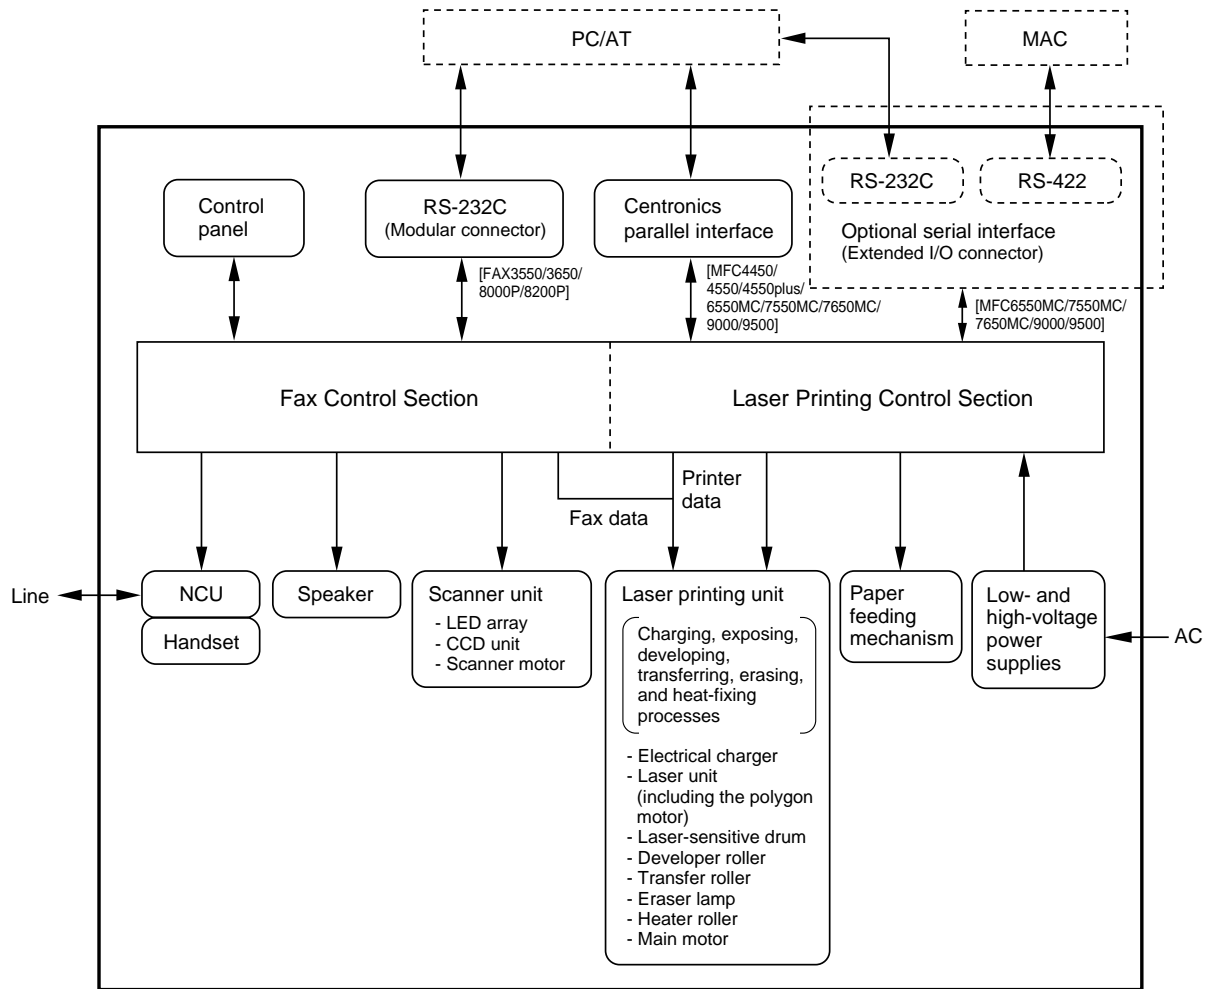 PC/AT
MAC
RS-232C
RS-422
Optional serial interface
(Extended I/O connector)
Control
panel
RS-232C
(Modular connector)
Centronics
parallel interface
[FAX3550/3650/
8000P/8200P]
[MFC4450/
4550/4550plus/
6550MC/7550MC/7650MC/
9000/9500]
[MFC6550MC/7550MC/
7650MC/9000/9500]
Fax Control Section
Laser Printing Control Section
Printer
data
Fax data
Line
NCU
Handset
Speaker
Scanner unit
- LED array
- CCD unit
- Scanner motor
Laser printing unit
Charging, exposing,
developing,
transferring, erasing,
and heat-fixing
processes
- Electrical charger
- Laser unit
(including the polygon
motor)
- Laser-sensitive drum
- Developer roller
- Transfer roller
- Eraser lamp
- Heater roller
- Main motor
Paper
feeding
mechanism
Low- and
high-voltage
power
supplies
AC